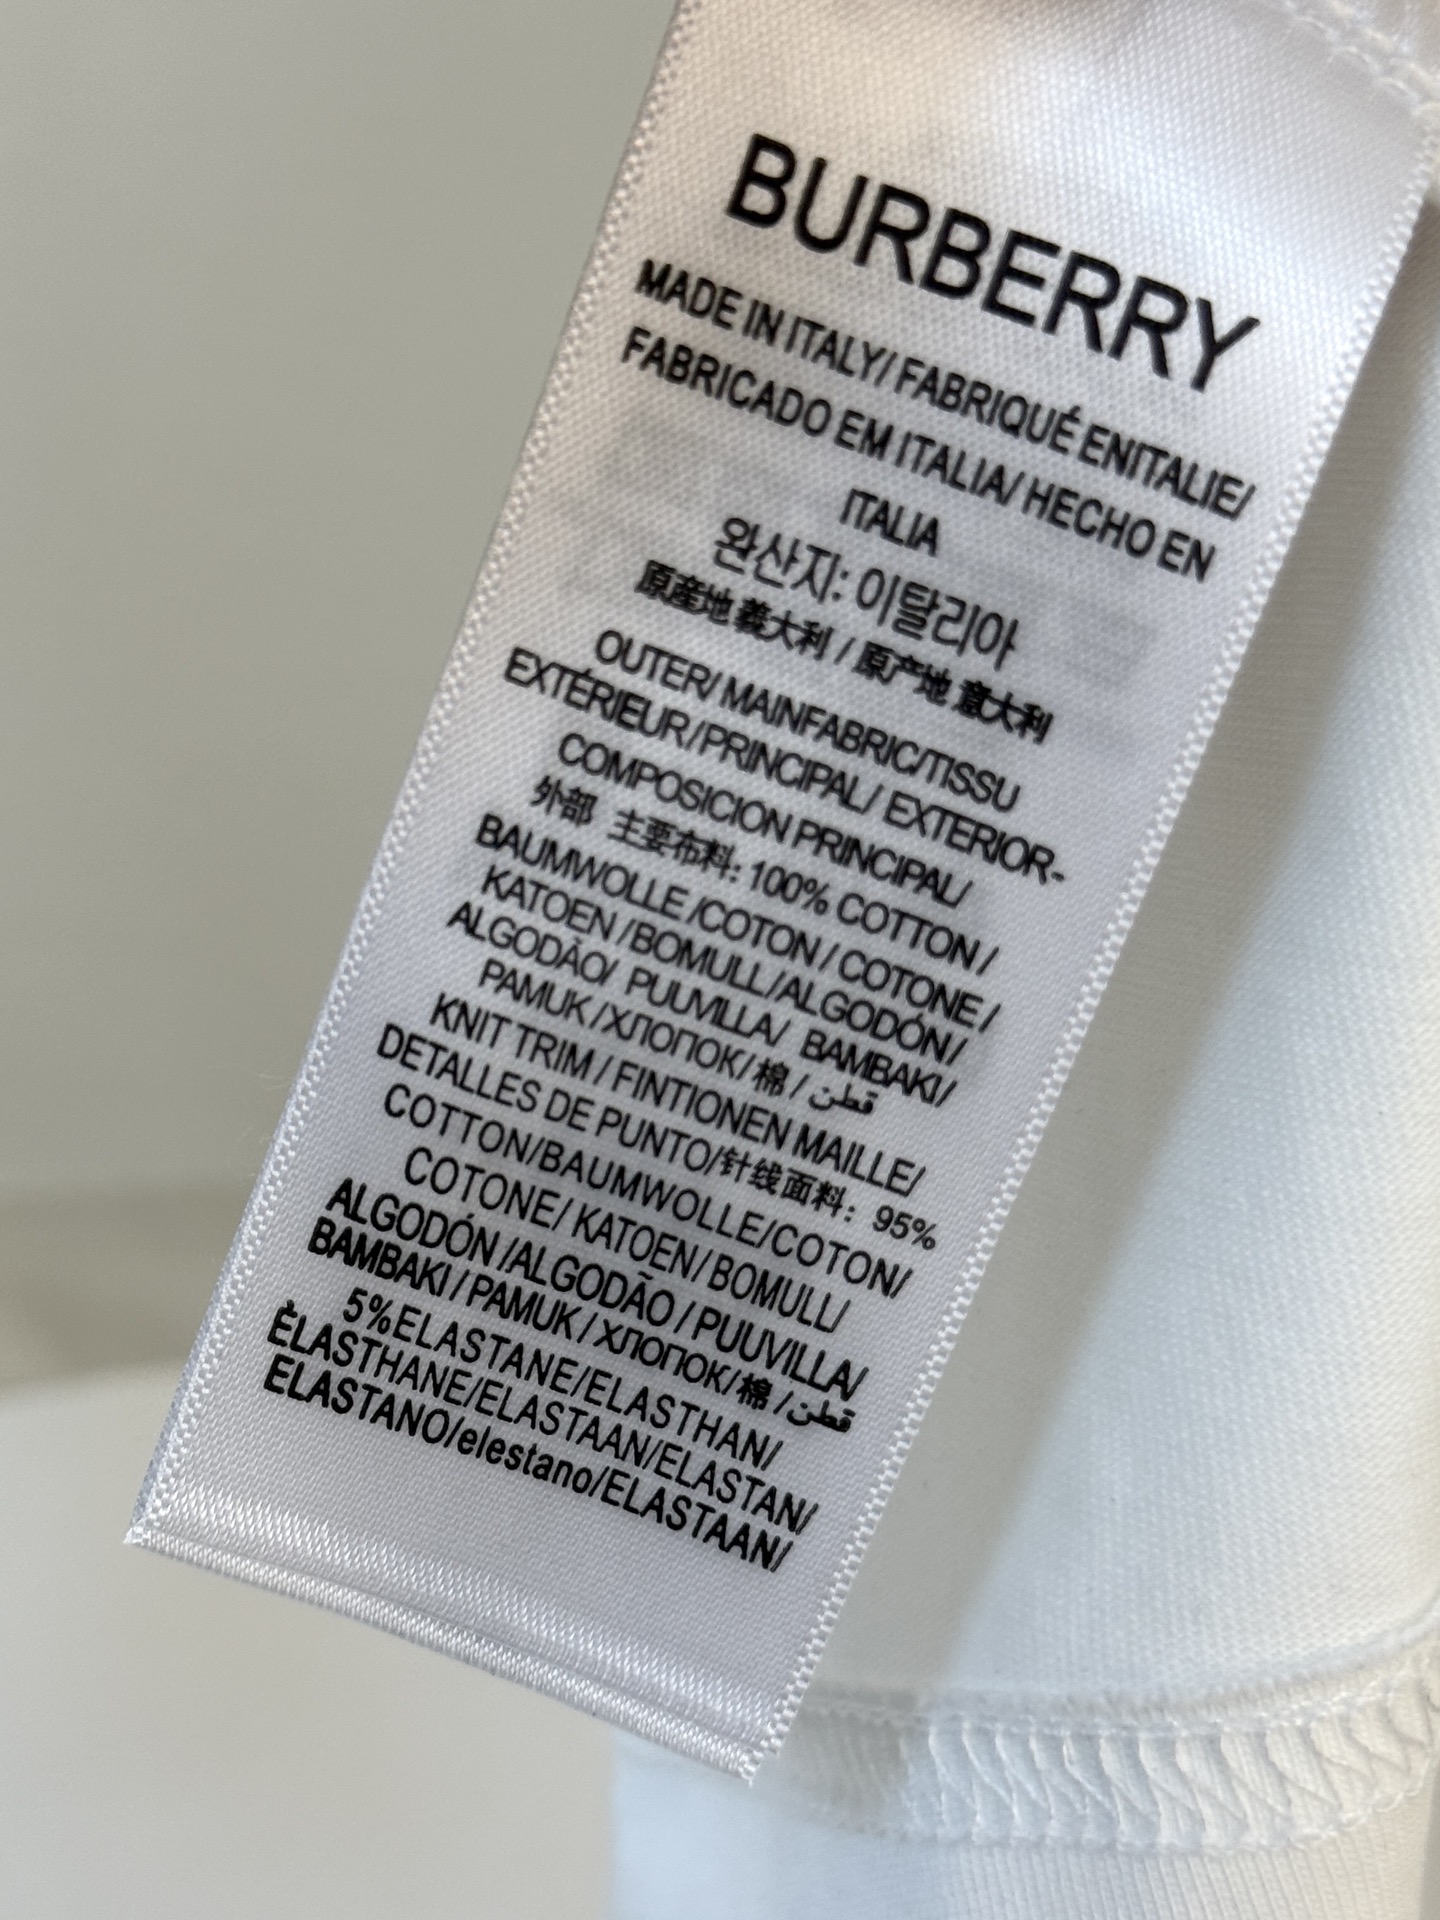 BURBERRY
MADE IN ITALY/ FABRIQUÉ ENITALIE/
FABRICADO EM ITALIA/ HECHO EN
ITALIA
완산지: 이탈리아
原産地 義大利 / 原产地 意大利
OUTER/ MAINFABRIC/TISSU
EXTÉRIEUR/PRINCIPAL/ EXTERIOR-
COMPOSICION PRINCIPAL/
外部 主要布料: 100% COTTON /
BAUMWOLLE /COTON / COTONE /
KATOEN /BOMULL/ALGODÓN/
ALGODÃO/ PUUVILLA/ BAMBAKI/
PAMUK /ХЛОПОК/ 棉 / قطن
KNIT TRIM / FINTIONEN MAILLE/
DETALLES DE PUNTO/针线面料: 95%
COTTON/BAUMWOLLE/COTON/
COTONE/ KATOEN/ BOMULL/
ALGODÓN /ALGODÃO / PUUVILLA/
BAMBAKI / PAMUK / ХЛОПОК/ 棉 / قطن
5%ELASTANE/ELASTHAN/
ÉLASTHANE/ELASTAAN/ELASTAN/
ELASTANO/elestano/ELASTAAN/